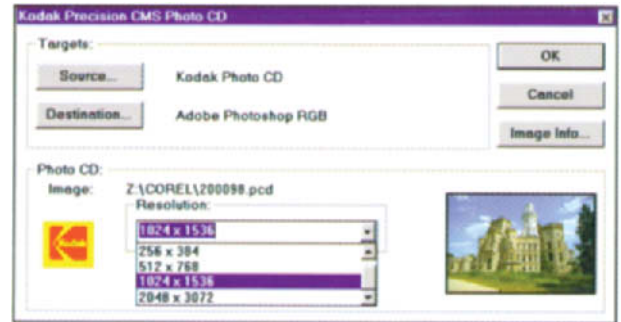 Kodak Precision CMS Photo CD
Targets:
Source...
Kodak Photo CD
Destination...
Adobe Photoshop RGB
OK
Cancel
Image Info...
Photo CD:
Image:
Z:\COREL\200098.pcd
Resolution:
1024 x 1536
256 x 384
512 x 768
1024 x 1536
2048 x 3072
Kodak